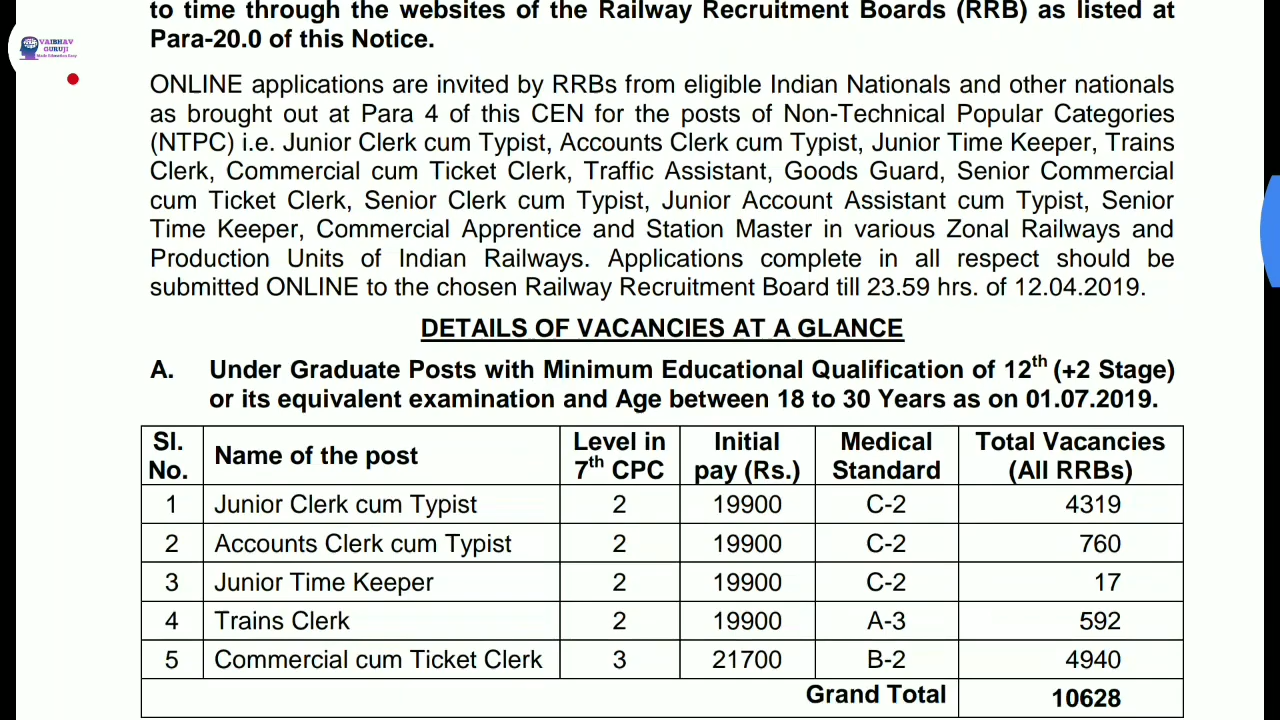 to time through the websites of the Railway Recruitment Boards (RRB) as listed at
Para-20.0 of this Notice.
VAIBHAV
GURUJI
ONLINE applications are invited by RRBs from eligible Indian Nationals and other nationals
as brought out at Para 4 of this CEN for the posts of Non-Technical Popular Categories
(NTPC) i.e. Junior Clerk cum Typist, Accounts Clerk cum Typist, Junior Time Keeper, Trains
Clerk, Commercial cum Ticket Clerk, Traffic Assistant, Goods Guard, Senior Commercial
cum Ticket Clerk, Senior Clerk cum Typist, Junior Account Assistant cum Typist, Senior
Time Keeper, Commercial Apprentice and Station Master in various Zonal Railways and
Production Units of Indian Railways. Applications complete in all respect should be
submitted ONLINE to the chosen Railway Recruitment Board till 23.59 hrs. of 12.04.2019.
DETAILS OF VACANCIES AT A GLANCE
A. Under Graduate Posts with Minimum Educational Qualification of 12th (+2 Stage)
or its equivalent examination and Age between 18 to 30 Years as on 01.07.2019.
Sl. No. Name of the post Level in 7th CPC Initial pay (Rs.) Medical Standard Total Vacancies (All RRBs)
1 Junior Clerk cum Typist 2 19900 C-2 4319
2 Accounts Clerk cum Typist 2 19900 C-2 760
3 Junior Time Keeper 2 19900 C-2 17
4 Trains Clerk 2 19900 A-3 592
5 Commercial cum Ticket Clerk 3 21700 B-2 4940
Grand Total 10628